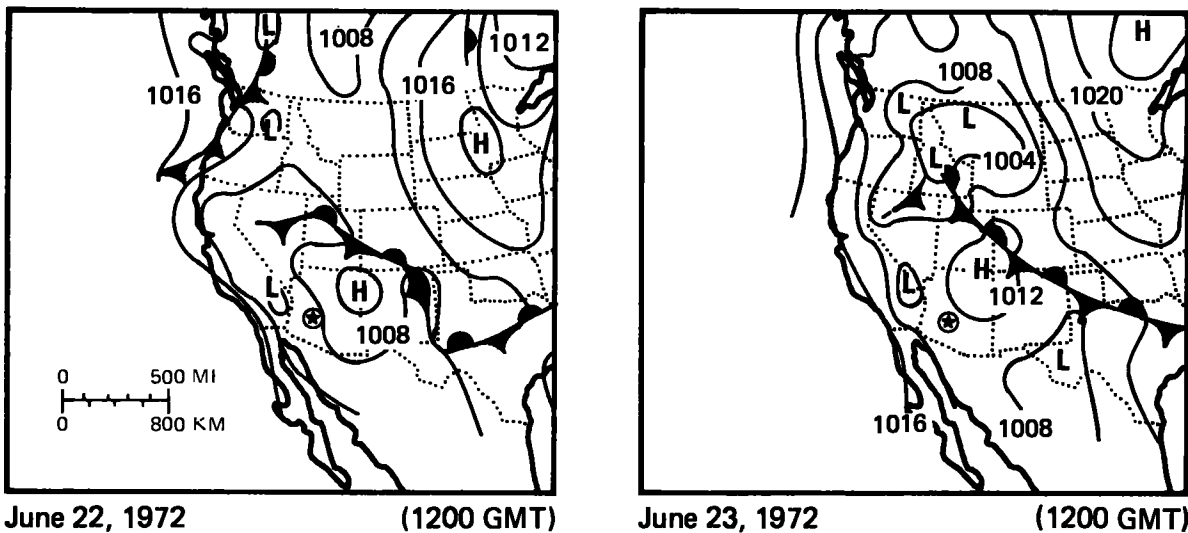 L
1008
1012
1016
1016
L
H
L
H
1008
0 500 MI
0 800 KM
June 22, 1972 (1200 GMT)
H
1008
1020
L
L
L
1004
H
L
1012
L
1016
1008
June 23, 1972 (1200 GMT)